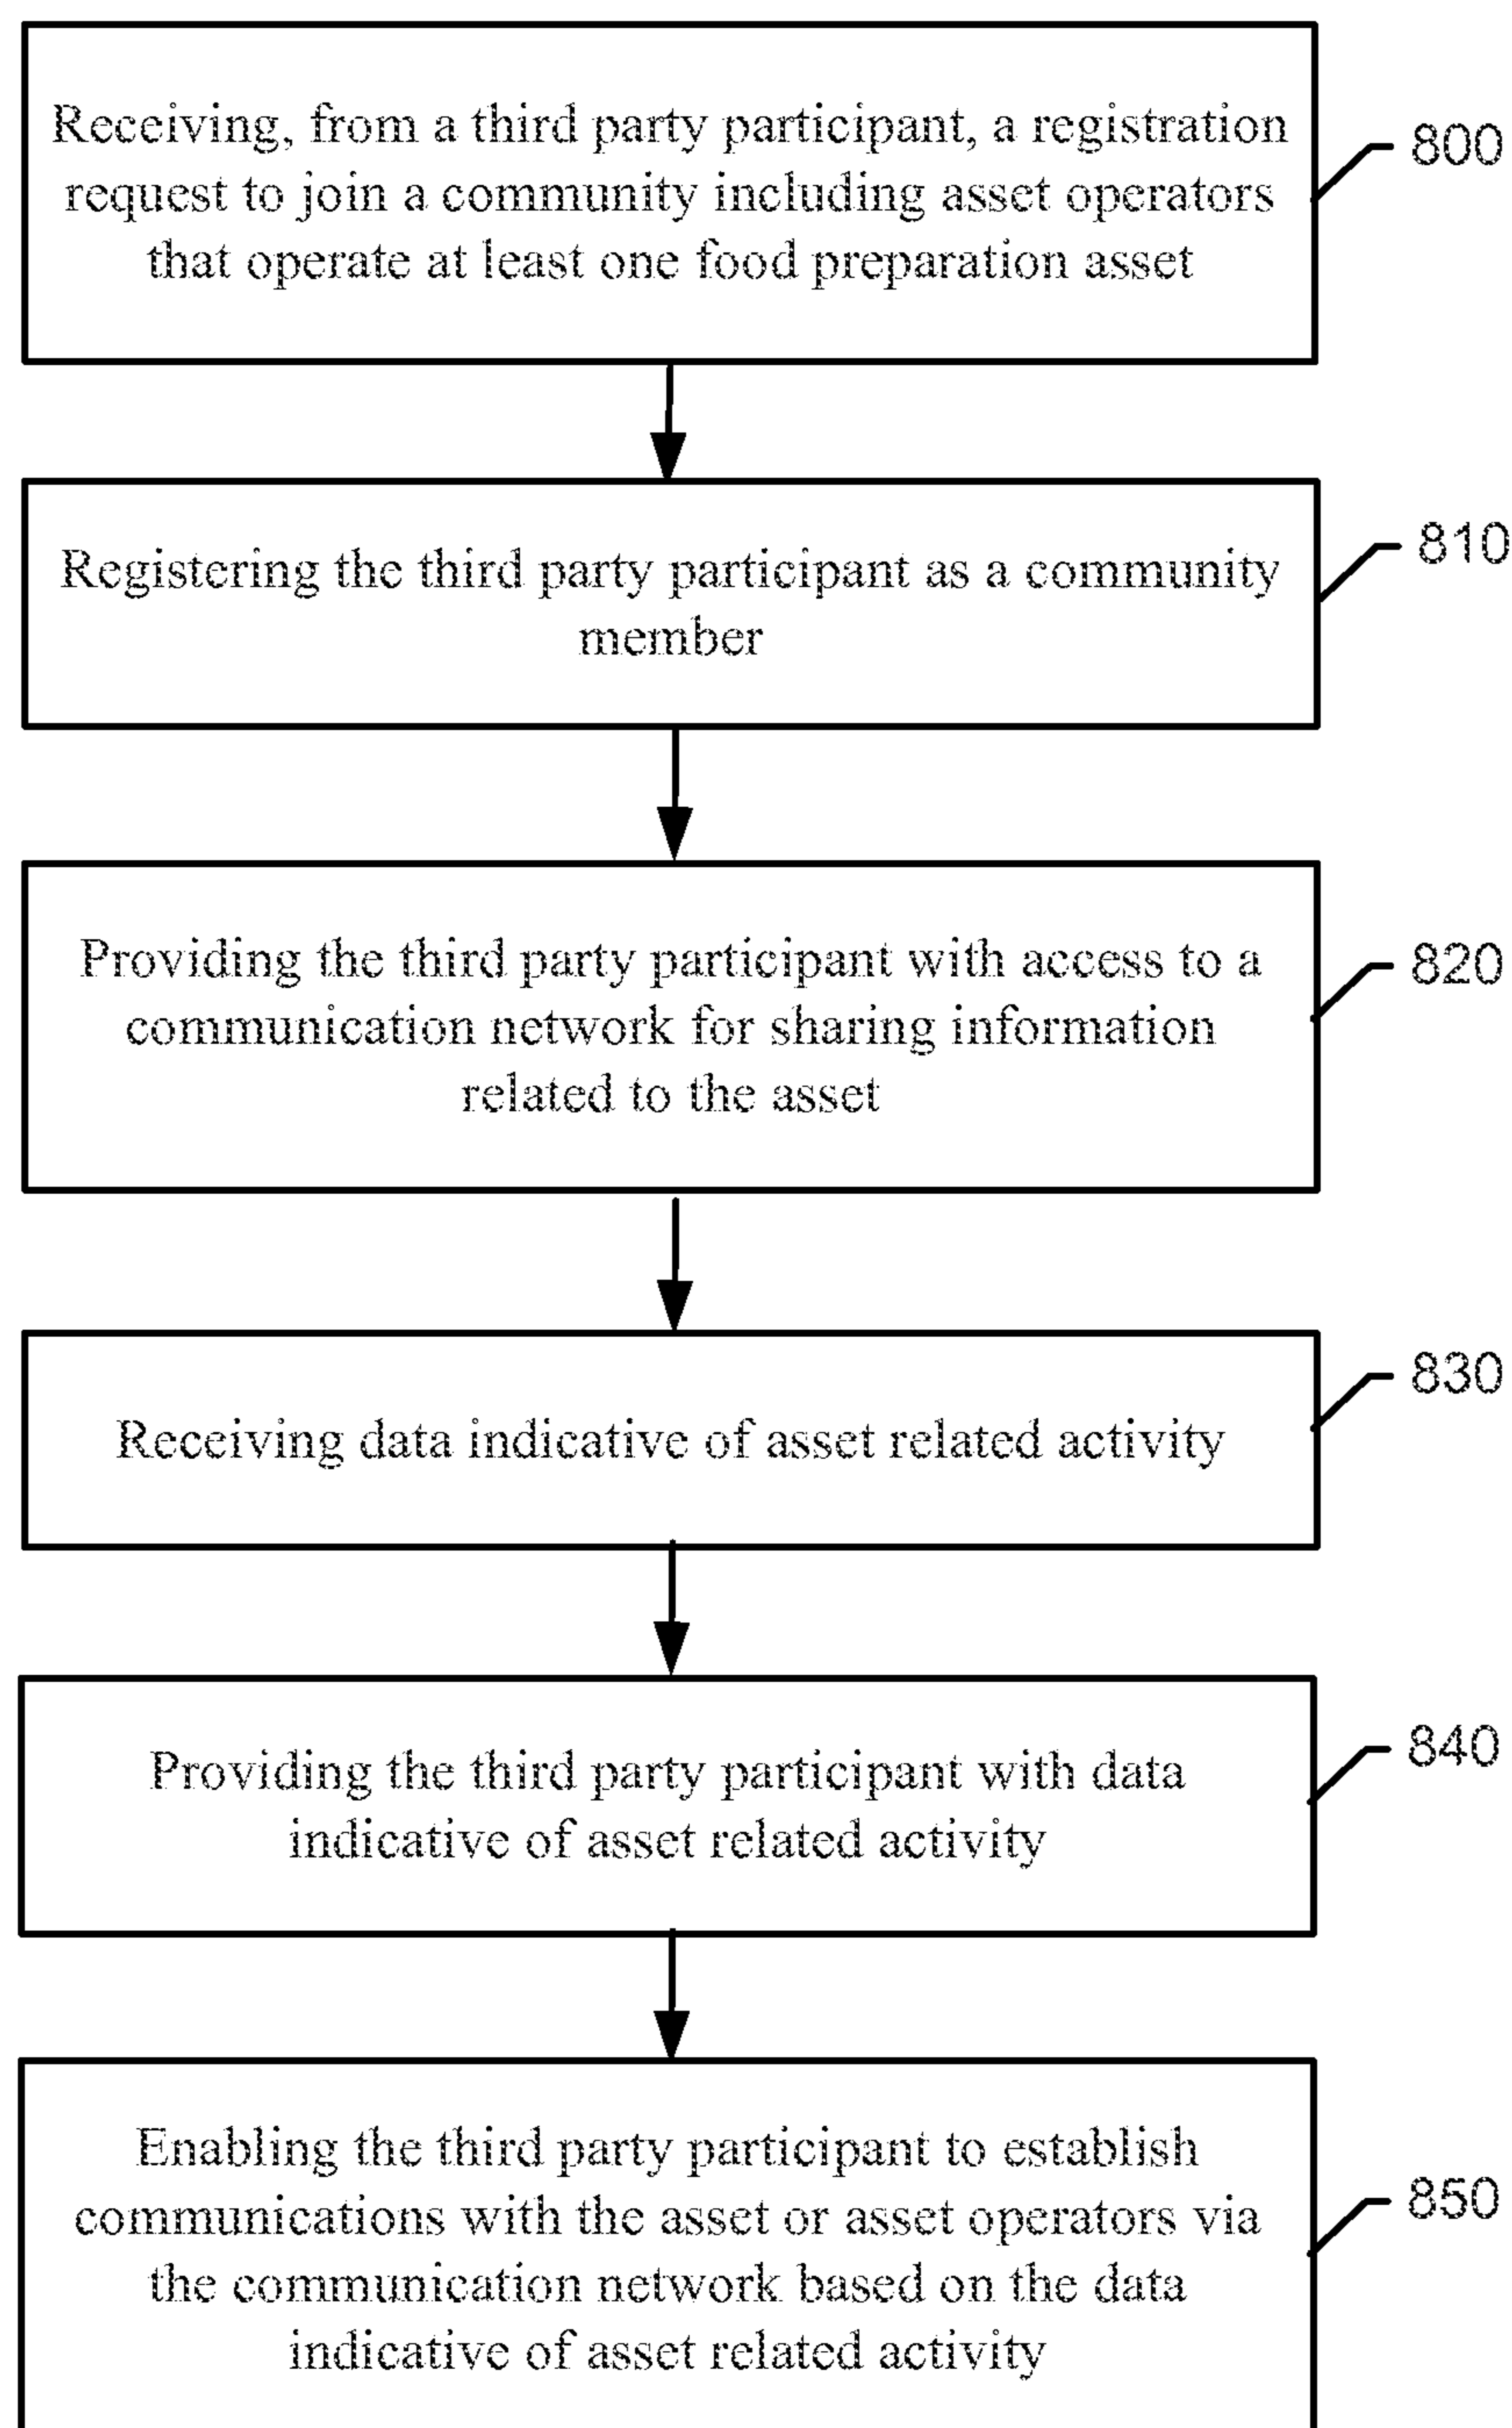 Receiving, from a third party participant, a registration
request to join a community including asset operators
that operate at least one food preparation asset
800
Registering the third party participant as a community
member
810
Providing the third party participant with access to a
communication network for sharing information
related to the asset
820
Receiving data indicative of asset related activity
830
Providing the third party participant with data
indicative of asset related activity
840
Enabling the third party participant to establish
communications with the asset or asset operators via
the communication network based on the data
indicative of asset related activity
850